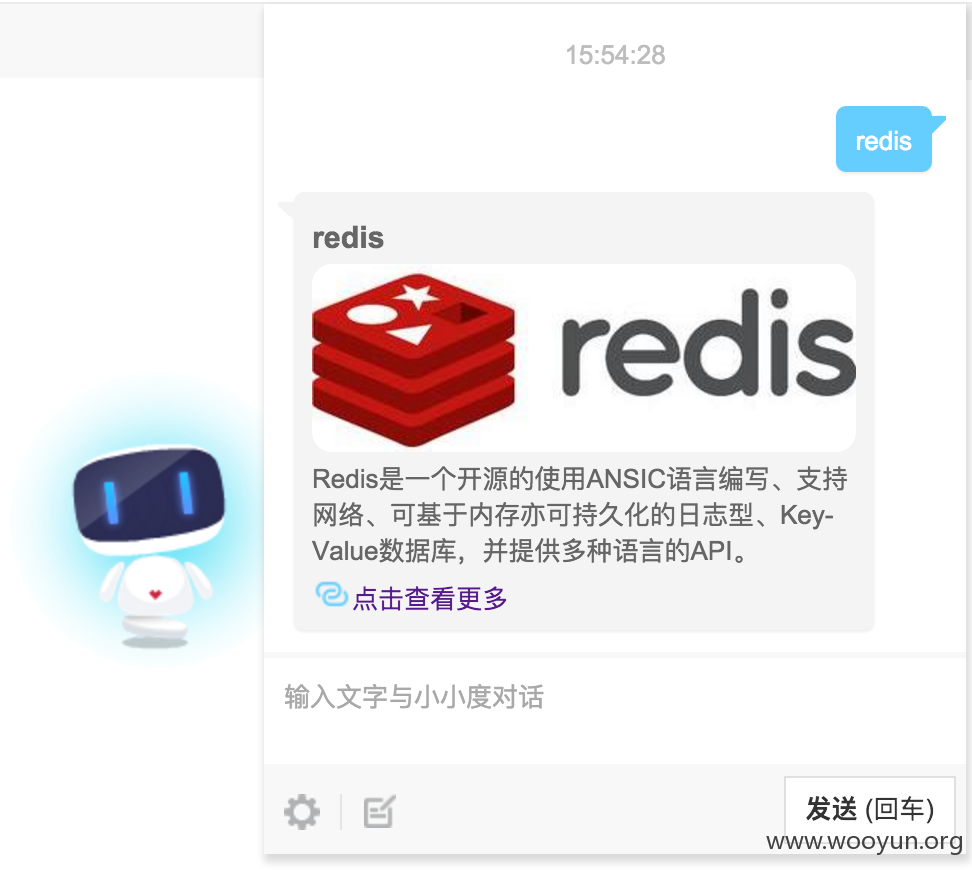 15:54:28
redis
redis
redis
Redis是一个开源的使用ANSIC语言编写、支持
网络、可基于内存亦可持久化的日志型、Key-
Value数据库，并提供多种语言的API。
点击查看更多
输入文字与小小度对话
发送 (回车)
www.wooyun.org